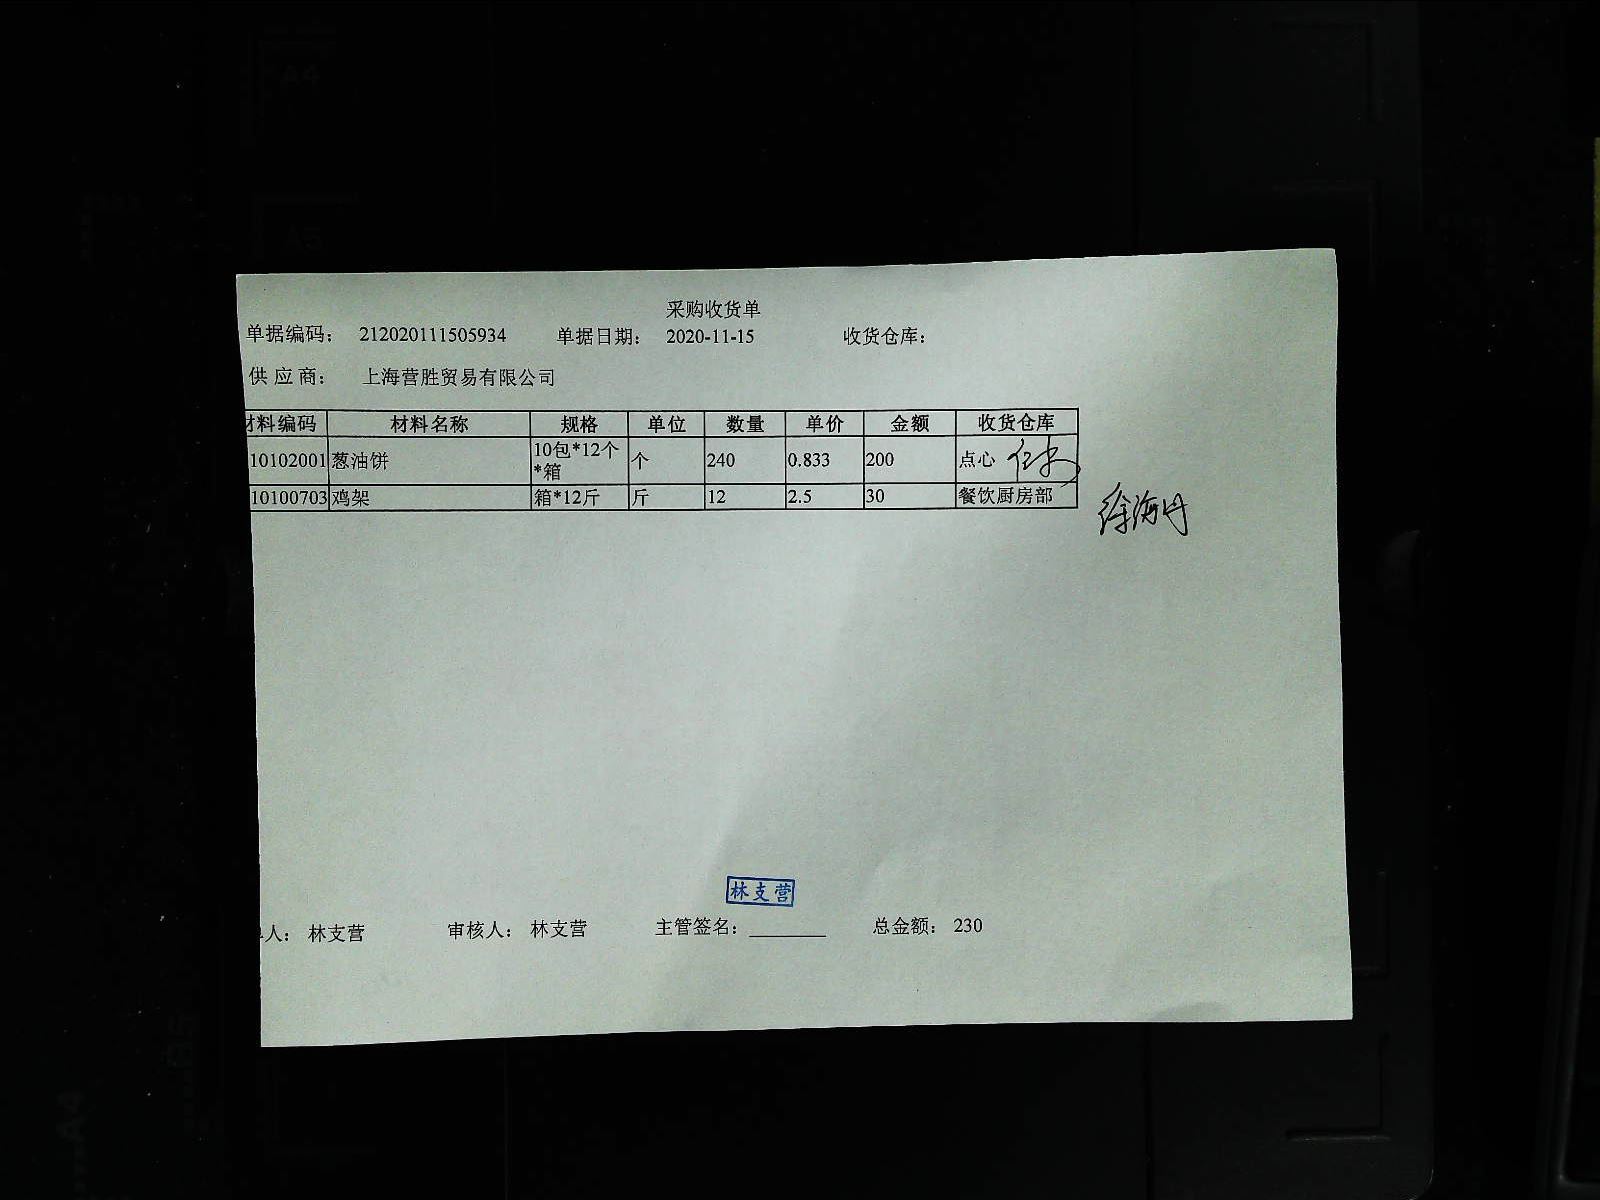 采购收货单
单据编码： 212020111505934 单据日期： 2020-11-15 收货仓库：
供 应 商： 上海营胜贸易有限公司
材料编码 材料名称 规格 单位 数量 单价 金额 收货仓库
10102001 葱油饼 10包*12个*箱 个 240 0.833 200 点心
10100703 鸡架 箱*12斤 斤 12 2.5 30 餐饮厨房部
徐海丹
林支营
人： 林支营 审核人： 林支营 主管签名： 总金额： 230